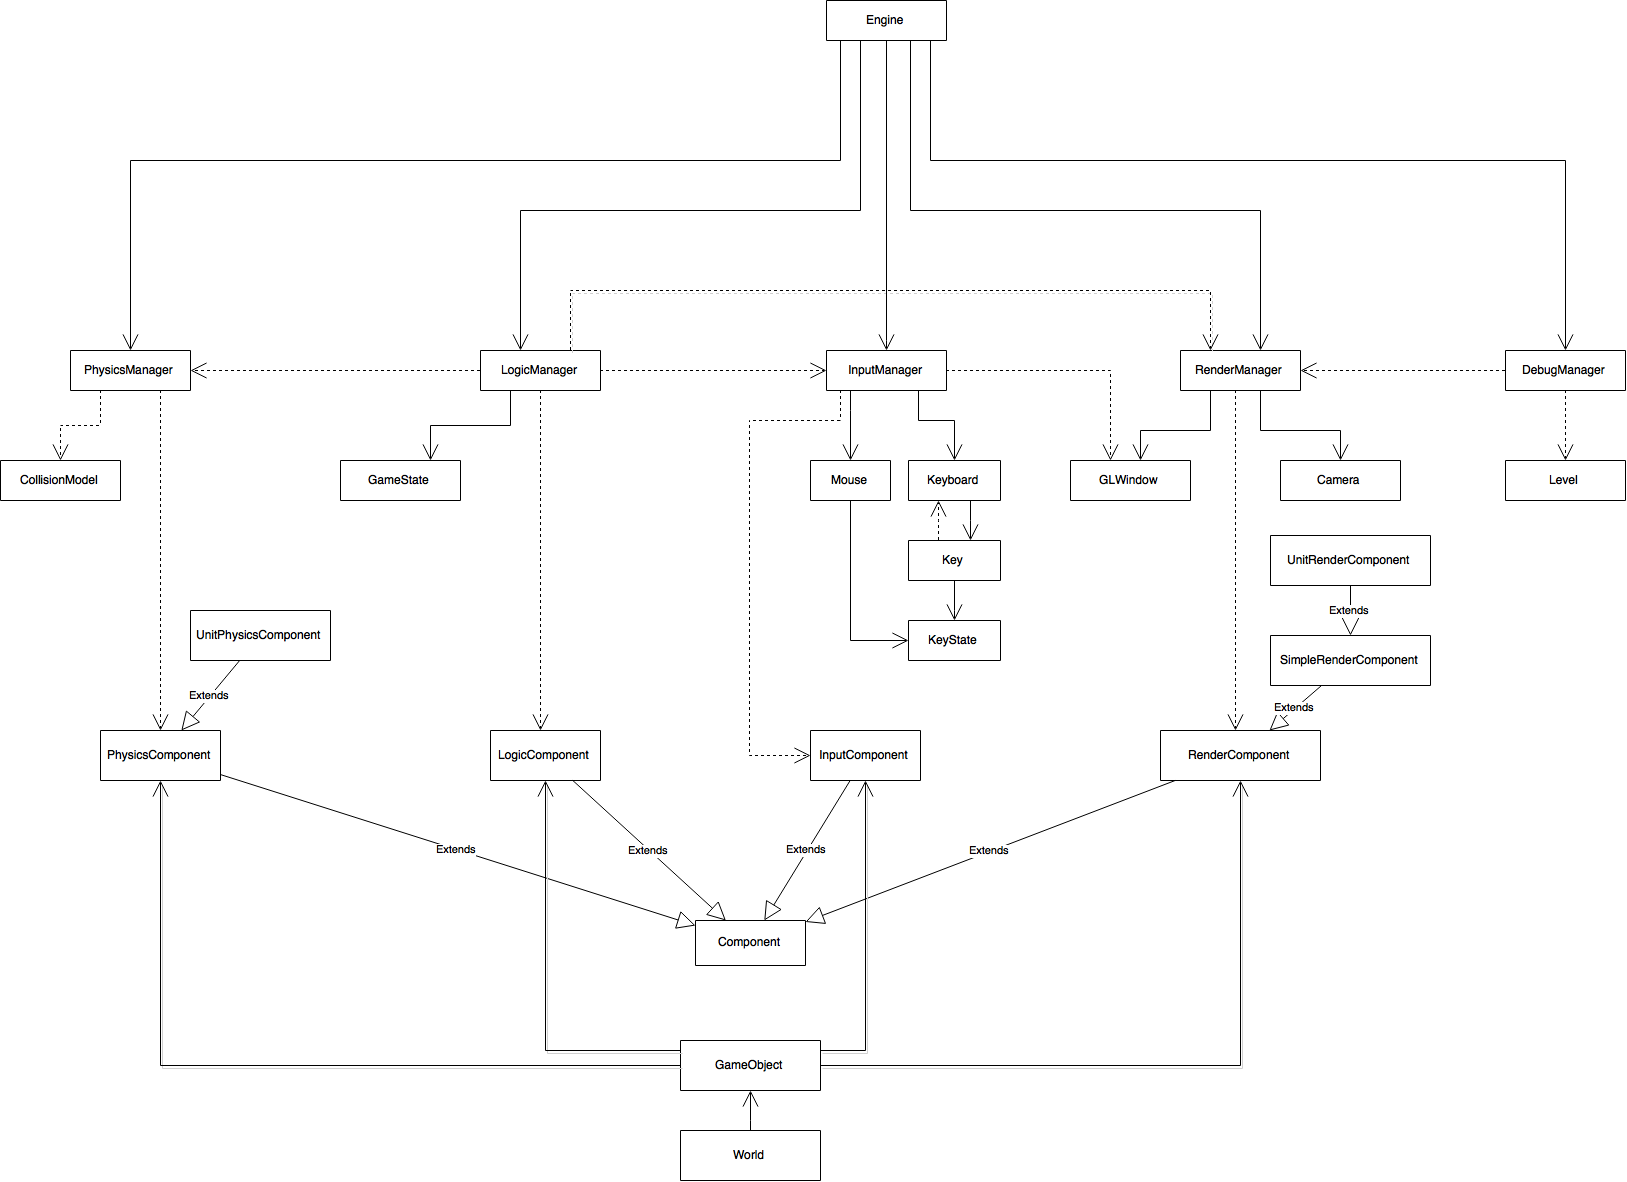 Engine
PhysicsManager
LogicManager
InputManager
RenderManager
DebugManager
CollisionModel
GameState
Mouse
Keyboard
GLWindow
Camera
Level
Key
UnitRenderComponent
Extends
UnitPhysicsComponent
KeyState
SimpleRenderComponent
Extends
Extends
PhysicsComponent
LogicComponent
InputComponent
RenderComponent
Extends
Extends
Extends
Extends
Component
GameObject
World